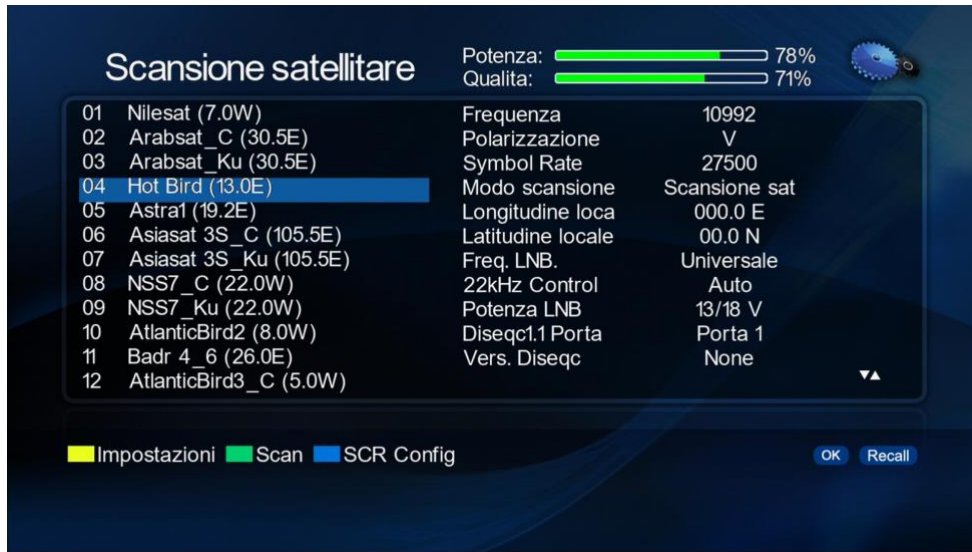 Scansione satellitare
Potenza: 78%
Qualita: 71%
01 Nilesat (7.0W)
02 Arabsat_C (30.5E)
03 Arabsat_Ku (30.5E)
04 Hot Bird (13.0E)
05 Astra1 (19.2E)
06 Asiasat 3S_C (105.5E)
07 Asiasat 3S_Ku (105.5E)
08 NSS7_C (22.0W)
09 NSS7_Ku (22.0W)
10 AtlanticBird2 (8.0W)
11 Badr 4_6 (26.0E)
12 AtlanticBird3_C (5.0W)
Frequenza 10992
Polarizzazione V
Symbol Rate 27500
Modo scansione Scansione sat
Longitudine loca 000.0 E
Latitudine locale 00.0 N
Freq. LNB. Universale
22kHz Control Auto
Potenza LNB 13/18 V
Diseqc1.1 Porta Porta 1
Vers. Diseqc None
Impostazioni Scan SCR Config OK Recall